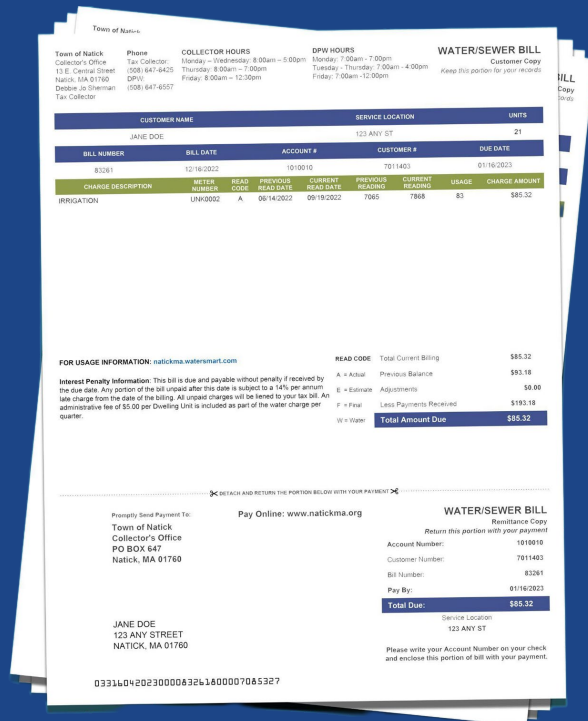 Town of Natick
Town of Natick
Collector's Office
13 E. Central Street
Natick, MA 01760
Debbie Jo Sherman
Tax Collector
Phone
Tax Collector:
(508) 647-6425
DPW:
(508) 647-6557
COLLECTOR HOURS
Monday – Wednesday: 8:00am – 5:00pm
Thursday: 8:00am – 7:00pm
Friday: 8:00am – 12:30pm
DPW HOURS
Monday: 7:00am - 7:00pm
Tuesday - Thursday: 7:00am - 4:00pm
Friday: 7:00am -12:00pm
WATER/SEWER BILL
Customer Copy
Keep this portion for your records
BILL
Copy
CUSTOMER NAME SERVICE LOCATION UNITS
JANE DOE 123 ANY ST 21
BILL NUMBER BILL DATE ACCOUNT # CUSTOMER # DUE DATE
83261 12/16/2022 1010010 7011403 01/16/2023
CHARGE DESCRIPTION METER NUMBER READ CODE PREVIOUS READ DATE CURRENT READ DATE PREVIOUS READING CURRENT READING USAGE CHARGE AMOUNT
IRRIGATION UNK0002 A 06/14/2022 09/19/2022 7065 7868 83 $85.32
FOR USAGE INFORMATION: natickma.watersmart.com
Interest Penalty Information: This bill is due and payable without penalty if received by
the due date. Any portion of the bill unpaid after this date is subject to a 14% per annum
late charge from the date of the billing. All unpaid charges will be liened to your tax bill. An
administrative fee of $5.00 per Dwelling Unit is included as part of the water charge per
quarter.
READ CODE Total Current Billing $85.32
A = Actual Previous Balance $93.18
E = Estimate Adjustments $0.00
F = Final Less Payments Received $193.18
W = Water Total Amount Due $85.32
DETACH AND RETURN THE PORTION BELOW WITH YOUR PAYMENT
Promptly Send Payment To:
Town of Natick
Collector's Office
PO BOX 647
Natick, MA 01760
Pay Online: www.natickma.org
WATER/SEWER BILL
Remittance Copy
Return this portion with your payment
Account Number: 1010010
Customer Number: 7011403
Bill Number: 83261
Pay By: 01/16/2023
Total Due: $85.32
Service Location
123 ANY ST
JANE DOE
123 ANY STREET
NATICK, MA 01760
Please write your Account Number on your check
and enclose this portion of bill with your payment.
03316042023000083261800007085327